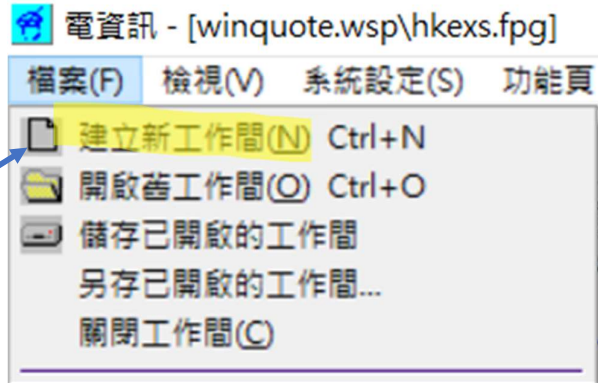 電資訊 - [winquote.wsp\hkexs.fpg]
檔案(F) 檢視(V) 系統設定(S) 功能頁
建立新工作間(N) Ctrl+N
開啟舊工作間(O) Ctrl+O
儲存已開啟的工作間
另存已開啟的工作間...
關閉工作間(C)